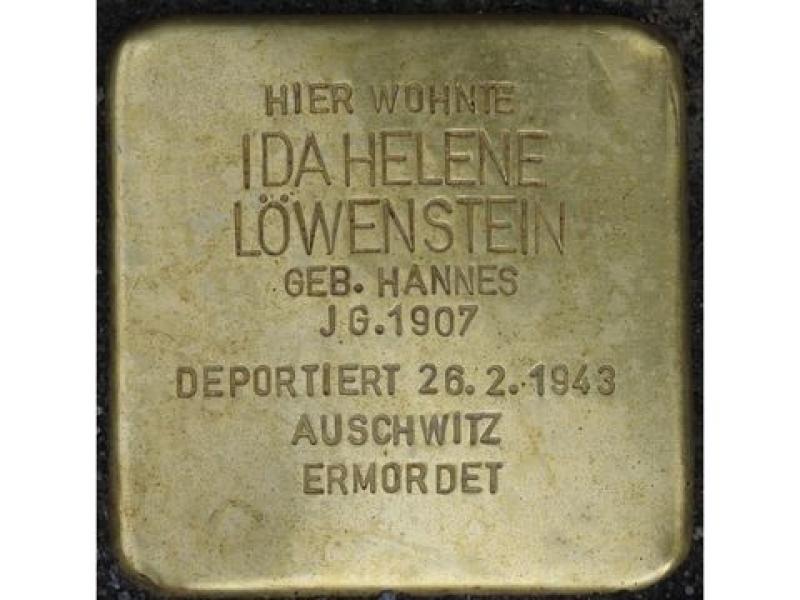 HIER WOHNTE
IDA HELENE
LÖWENSTEIN
GEB. HANNES
JG. 1907
DEPORTIERT 26.2.1943
AUSCHWITZ
ERMORDET